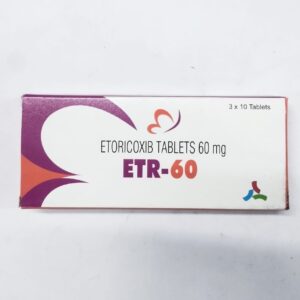 3 x 10 Tablets
ETORICOXIB TABLETS 60 mg
ETR-60